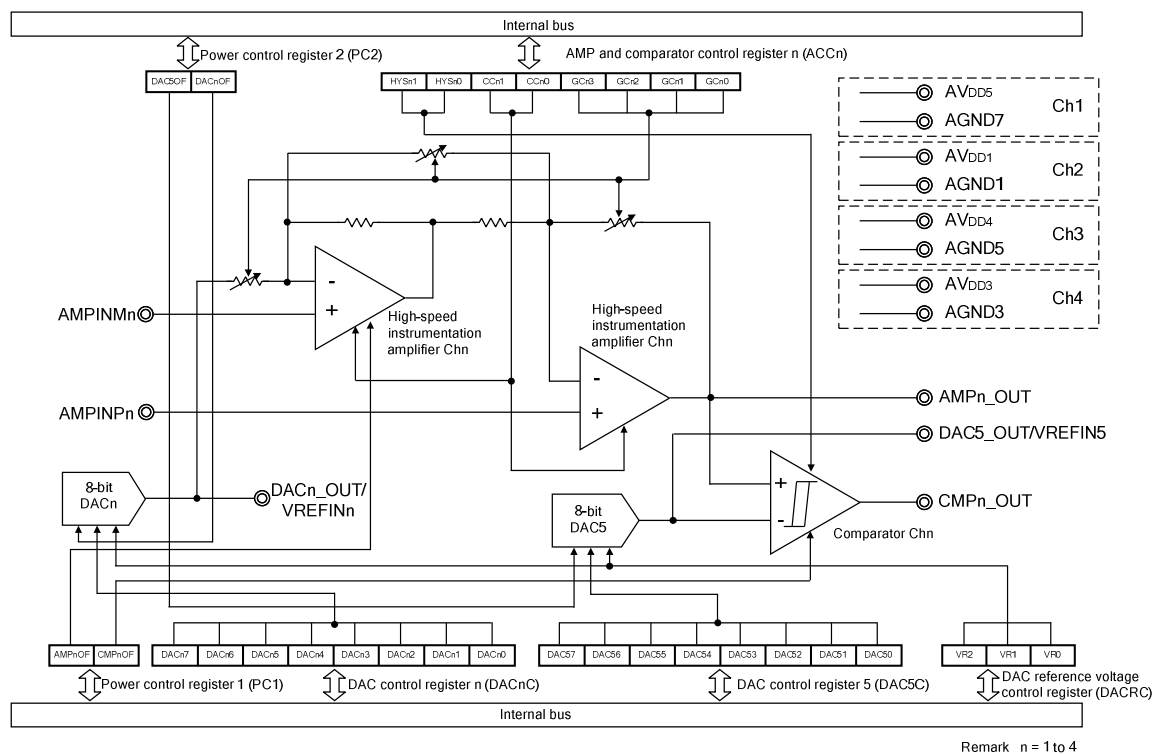 Internal bus
Power control register 2 (PC2)
AMP and comparator control register n (ACCn)
DAC5OF DACnOF
HYSn1 HYSn0 CCn1 CCn0 GCn3 GCn2 GCn1 GCn0
AVDD5
AGND7
Ch1
AVDD1
AGND1
Ch2
AVDD4
AGND5
Ch3
AVDD3
AGND3
Ch4
-
+
AMPINMn
High-speed
instrumentation
amplifier Chn
High-speed
instrumentation
amplifier Chn
-
+
AMPINPn
AMPn_OUT
DAC5_OUT/VREFIN5
8-bit
DACn
DACn_OUT/
VREFINn
8-bit
DAC5
+
-
CMPn_OUT
Comparator Chn
AMPnOF CMPnOF
DACn7 DACn6 DACn5 DACn4 DACn3 DACn2 DACn1 DACn0
DAC57 DAC56 DAC55 DAC54 DAC53 DAC52 DAC51 DAC50
VR2 VR1 VR0
Power control register 1 (PC1)
DAC control register n (DACnC)
DAC control register 5 (DAC5C)
DAC reference voltage
control register (DACRC)
Internal bus
Remark n = 1 to 4